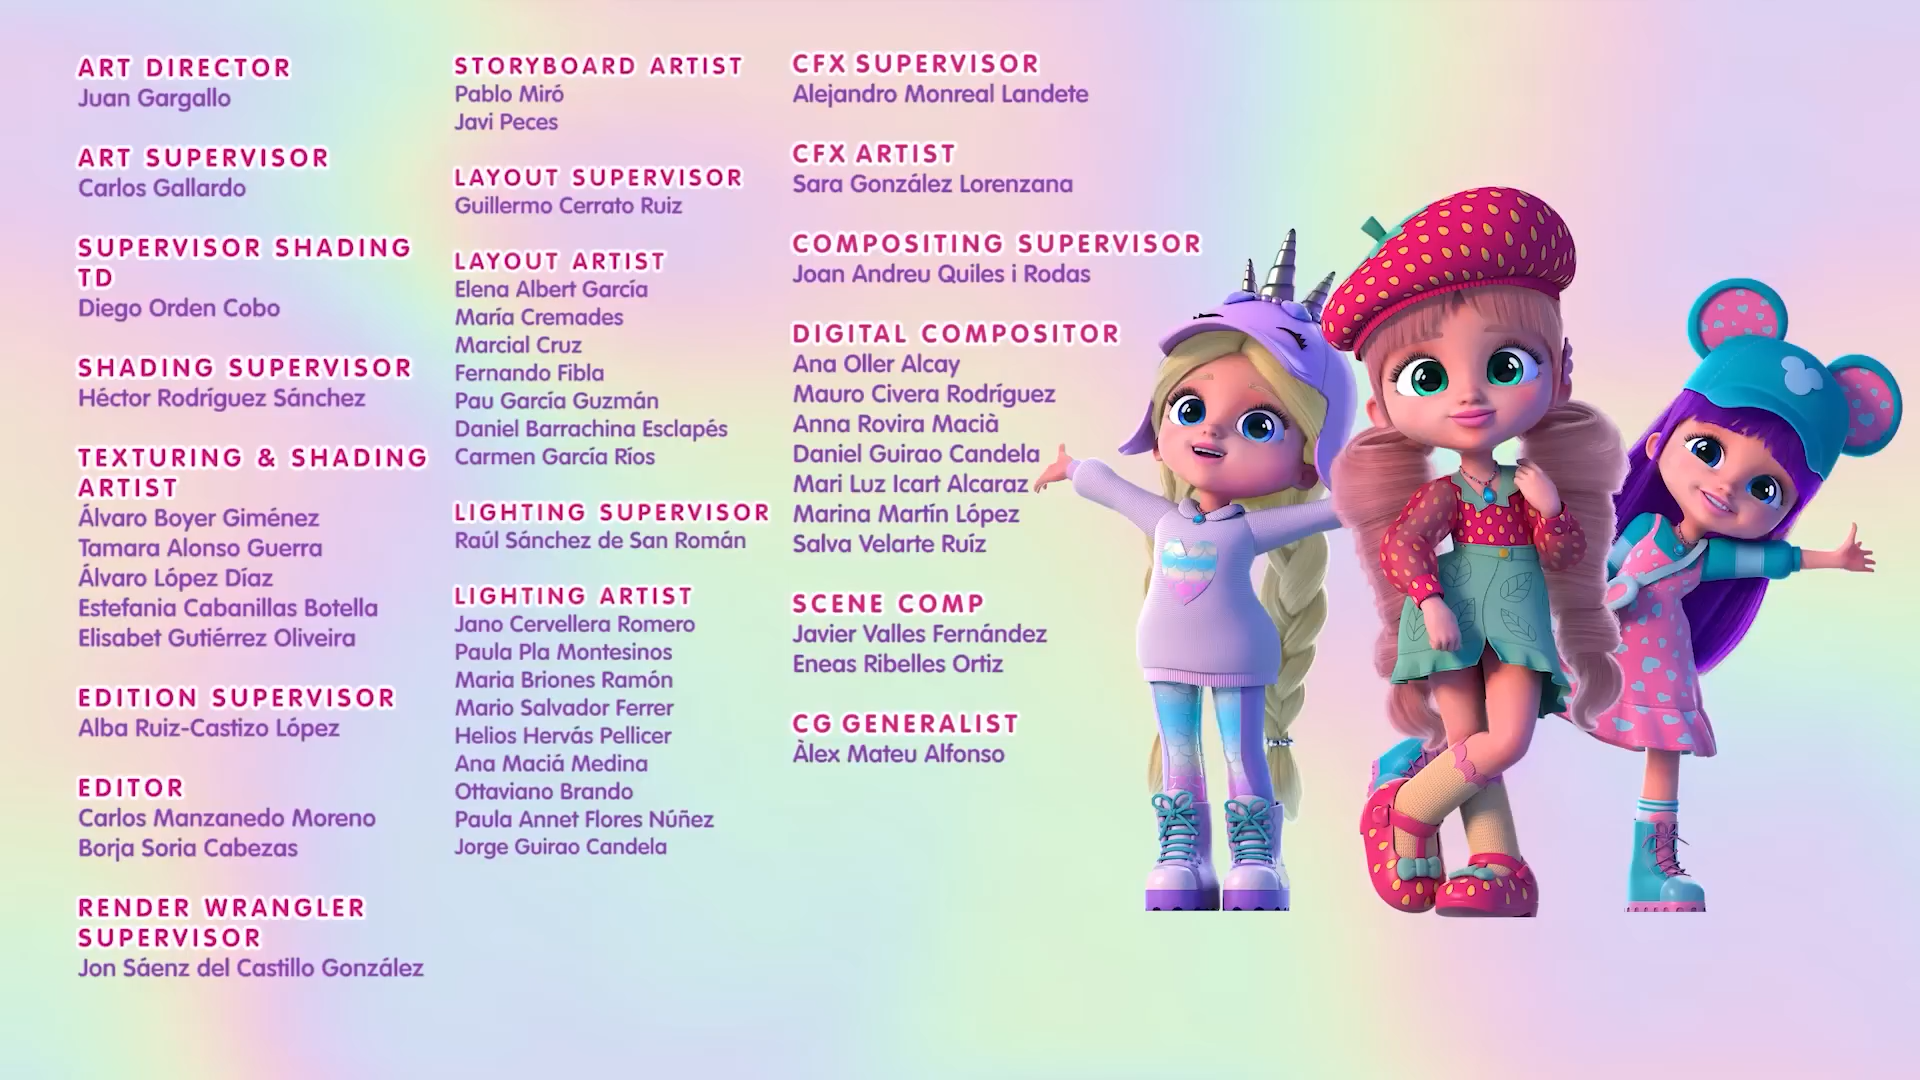 ART DIRECTOR
Juan Gargallo
ART SUPERVISOR
Carlos Gallardo
SUPERVISOR SHADING
TD
Diego Orden Cobo
SHADING SUPERVISOR
Héctor Rodríguez Sánchez
TEXTURING & SHADING
ARTIST
Álvaro Boyer Giménez
Tamara Alonso Guerra
Álvaro López Díaz
Estefania Cabanillas Botella
Elisabet Gutiérrez Oliveira
EDITION SUPERVISOR
Alba Ruiz-Castizo López
EDITOR
Carlos Manzanedo Moreno
Borja Soria Cabezas
RENDER WRANGLER
SUPERVISOR
Jon Sáenz del Castillo González
STORYBOARD ARTIST
Pablo Miró
Javi Peces
LAYOUT SUPERVISOR
Guillermo Cerrato Ruiz
LAYOUT ARTIST
Elena Albert García
María Cremades
Marcial Cruz
Fernando Fibla
Pau García Guzmán
Daniel Barrachina Esclapés
Carmen García Ríos
LIGHTING SUPERVISOR
Raúl Sánchez de San Román
LIGHTING ARTIST
Jano Cervellera Romero
Paula Pla Montesinos
Maria Briones Ramón
Mario Salvador Ferrer
Helios Hervás Pellicer
Ana Maciá Medina
Ottaviano Brando
Paula Annet Flores Núñez
Jorge Guirao Candela
CFX SUPERVISOR
Alejandro Monreal Landete
CFX ARTIST
Sara González Lorenzana
COMPOSITING SUPERVISOR
Joan Andreu Quiles i Rodas
DIGITAL COMPOSITOR
Ana Oller Alcay
Mauro Civera Rodríguez
Anna Rovira Macià
Daniel Guirao Candela
Mari Luz Icart Alcaraz
Marina Martín López
Salva Velarte Ruíz
SCENE COMP
Javier Valles Fernández
Eneas Ribelles Ortiz
CG GENERALIST
Àlex Mateu Alfonso